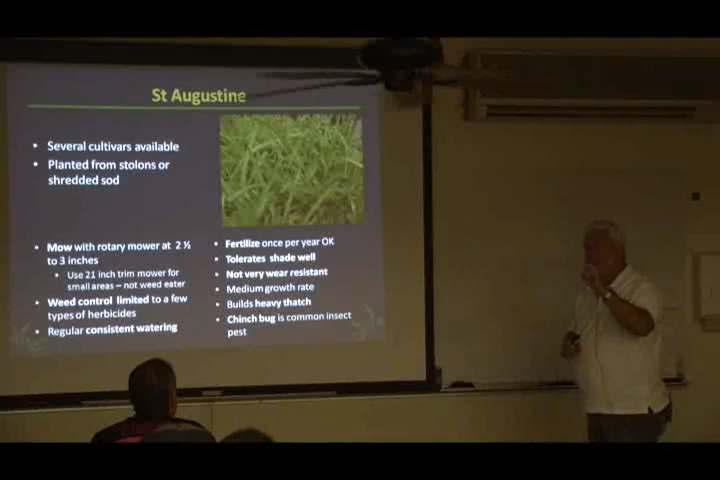 St Augustine
• Several cultivars available
• Planted from stolons or
shredded sod
• Mow with rotary mower at 2 ½
to 3 inches
• Use 21 inch trim mower for
small areas – not weed eater
• Weed control limited to a few
types of herbicides
• Regular consistent watering
• Fertilize once per year OK
• Tolerates shade well
• Not very wear resistant
• Medium growth rate
• Builds heavy thatch
• Chinch bug is common insect
pest